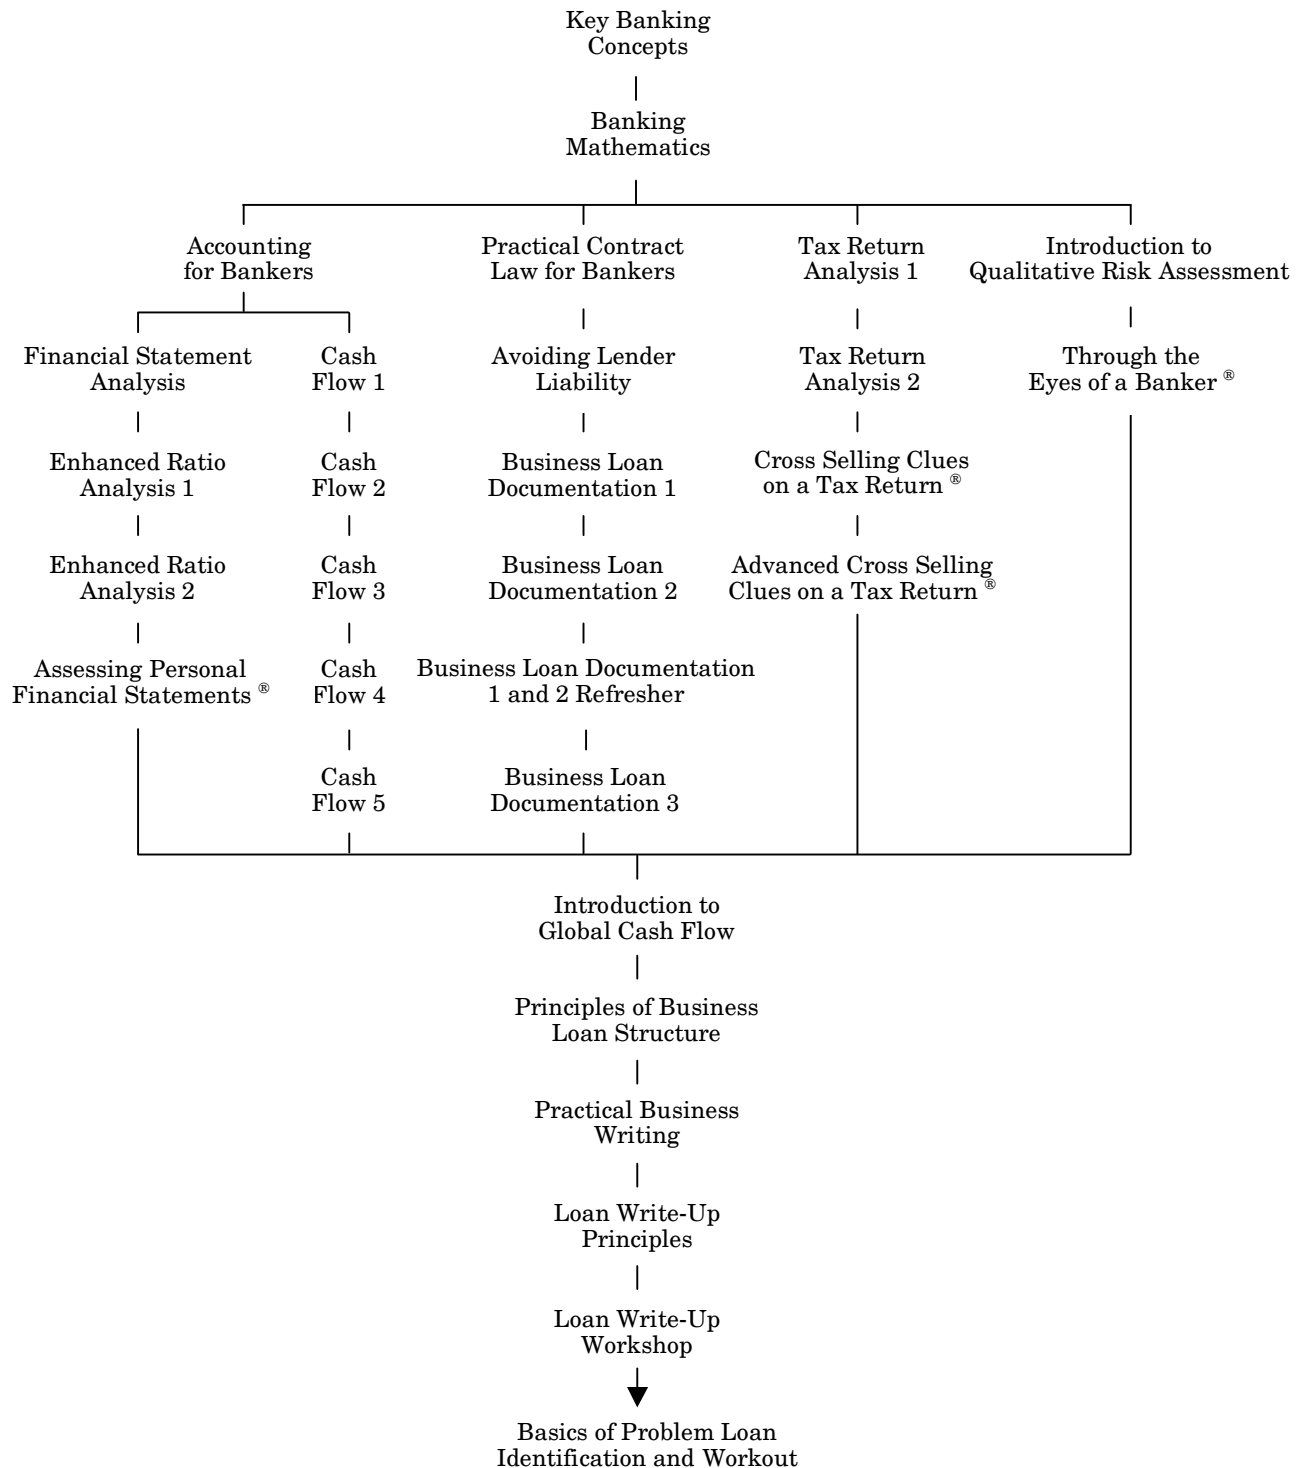 Key Banking
Concepts
Banking
Mathematics
Accounting
for Bankers
Practical Contract
Law for Bankers
Tax Return
Analysis 1
Introduction to
Qualitative Risk Assessment
Financial Statement
Analysis
Cash
Flow 1
Avoiding Lender
Liability
Tax Return
Analysis 2
Through the
Eyes of a Banker ®
Enhanced Ratio
Analysis 1
Cash
Flow 2
Business Loan
Documentation 1
Cross Selling Clues
on a Tax Return ®
Enhanced Ratio
Analysis 2
Cash
Flow 3
Business Loan
Documentation 2
Advanced Cross Selling
Clues on a Tax Return ®
Assessing Personal
Financial Statements ®
Cash
Flow 4
Business Loan Documentation
1 and 2 Refresher
Cash
Flow 5
Business Loan
Documentation 3
Introduction to
Global Cash Flow
Principles of Business
Loan Structure
Practical Business
Writing
Loan Write-Up
Principles
Loan Write-Up
Workshop
Basics of Problem Loan
Identification and Workout